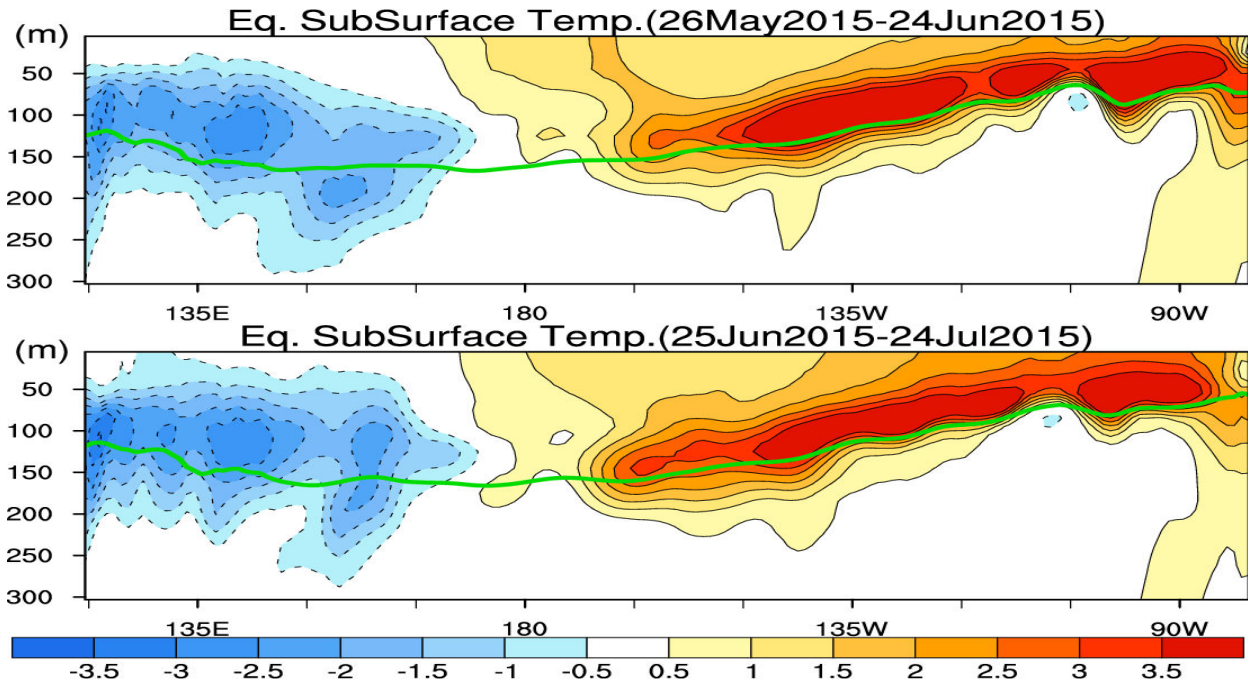 Eq. SubSurface Temp.(26May2015-24Jun2015)
(m)
50
100
150
200
250
300
135E 180 135W 90W
Eq. SubSurface Temp.(25Jun2015-24Jul2015)
(m)
50
100
150
200
250
300
135E 180 135W 90W
-3.5 -3 -2.5 -2 -1.5 -1 -0.5 0.5 1 1.5 2 2.5 3 3.5